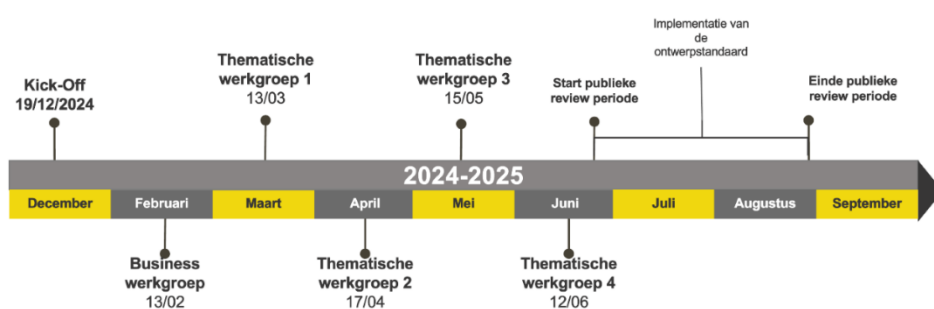 Implementatie van
de
ontwerpstandaard
Kick-Off
19/12/2024
Thematische
werkgroep 1
13/03
Thematische
werkgroep 3
15/05
Start publieke
review periode
Einde publieke
review periode
2024-2025
December
Februari
Maart
April
Mei
Juni
Juli
Augustus
September
Business
werkgroep
13/02
Thematische
werkgroep 2
17/04
Thematische
werkgroep 4
12/06